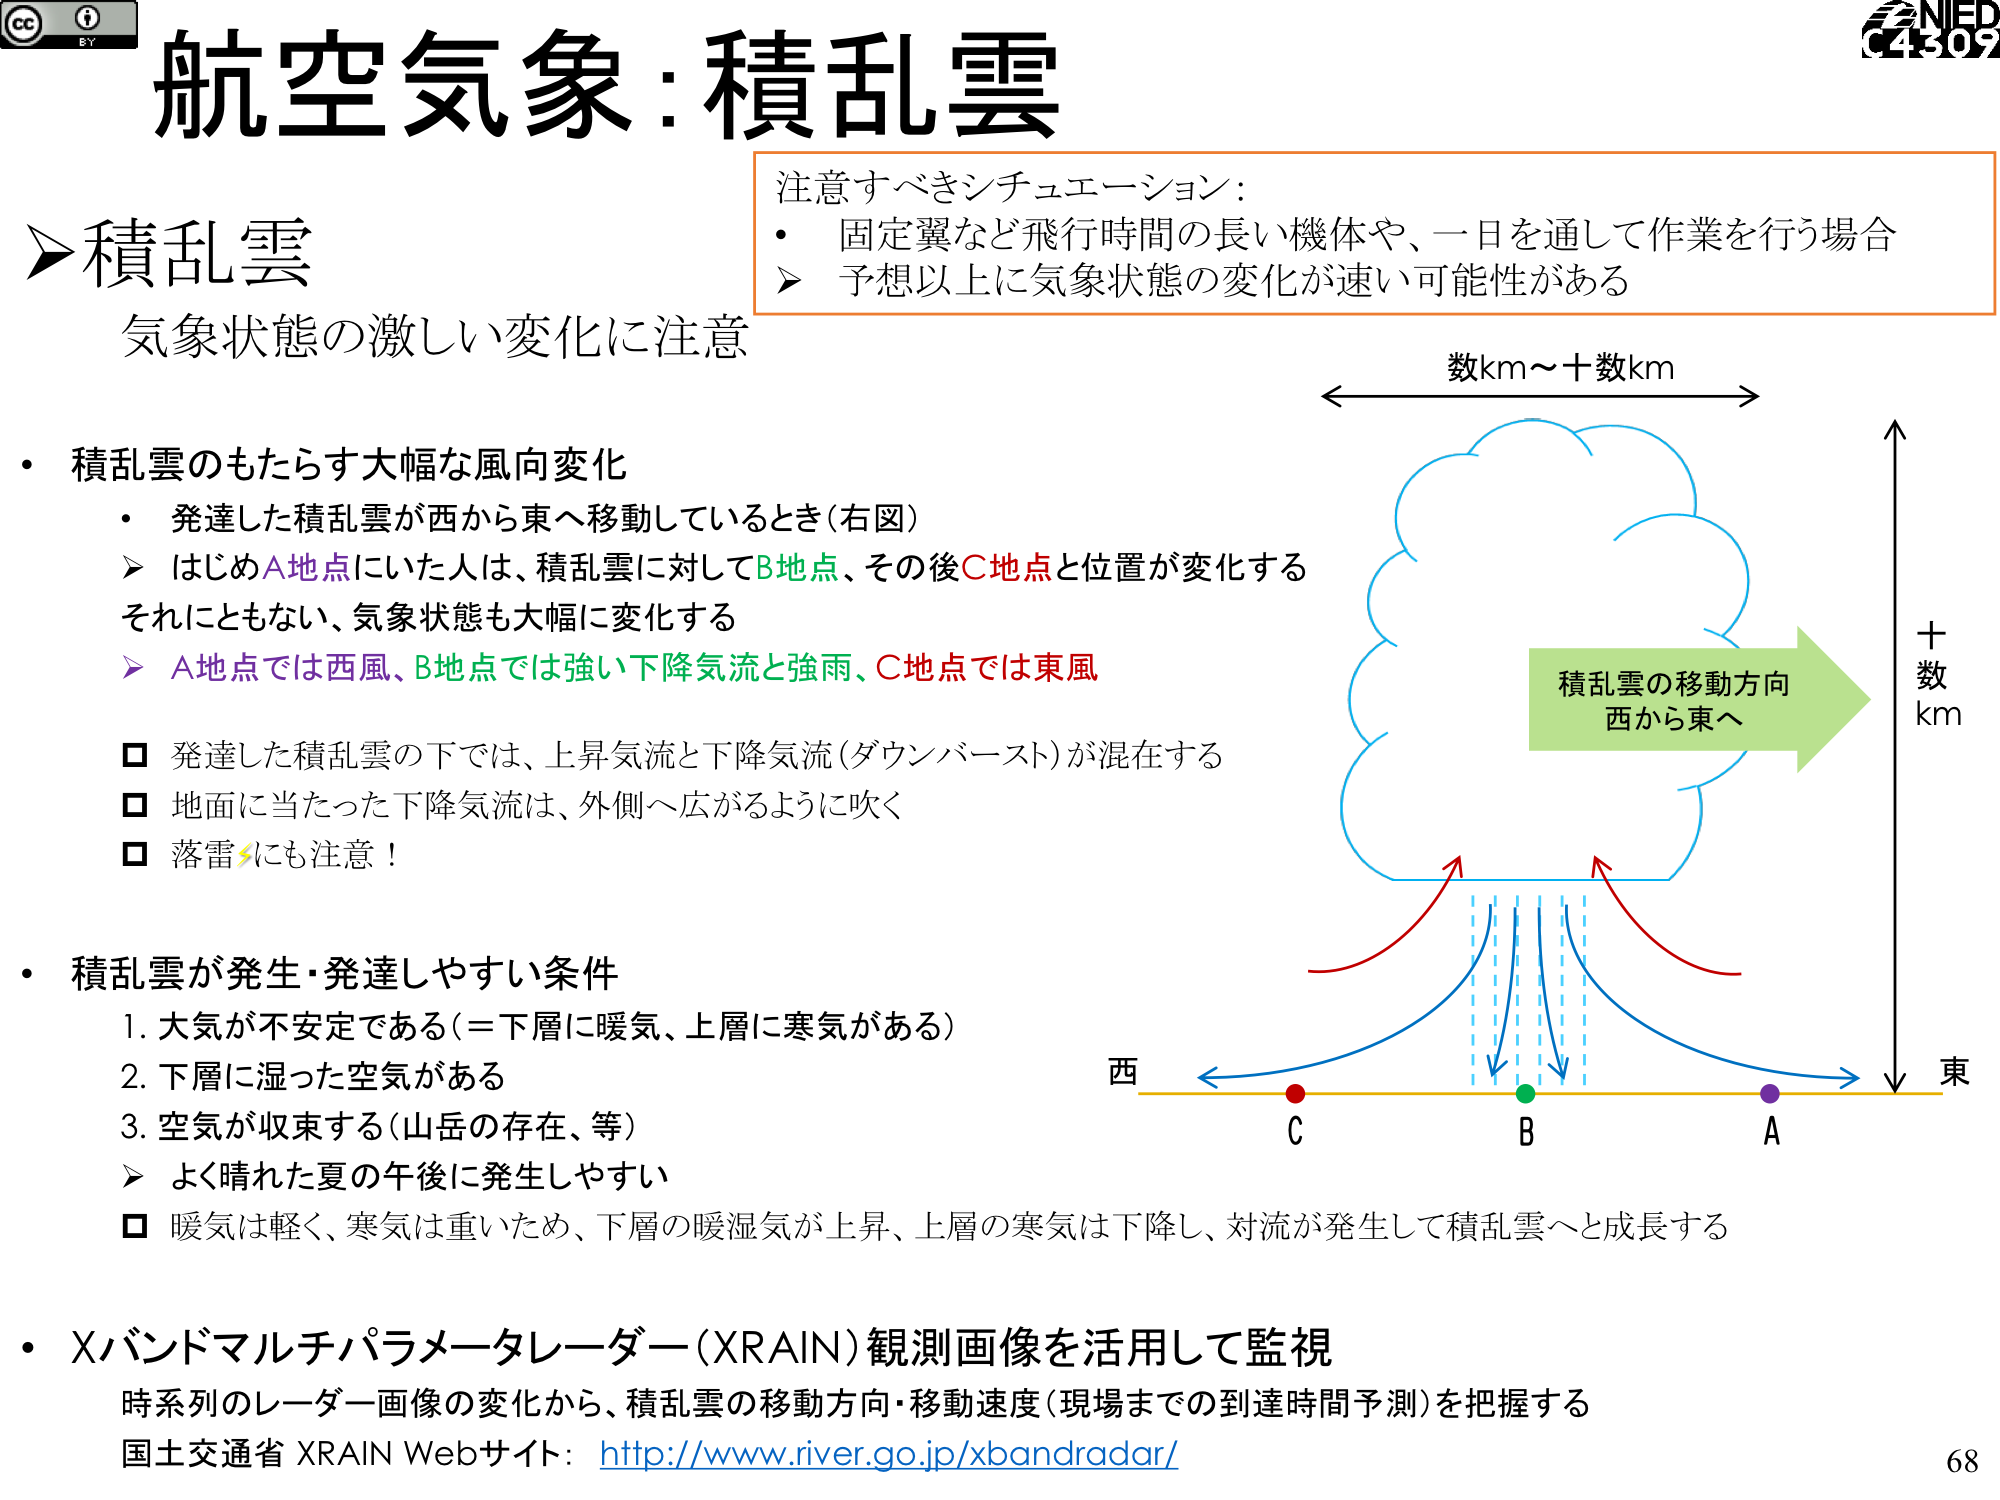 cc
BY
NIED
C4309
航空気象：積乱雲
注意すべきシチュエーション：
• 固定翼など飛行時間の長い機体や、一日を通して作業を行う場合
➢ 予想以上に気象状態の変化が速い可能性がある
➢積乱雲
気象状態の激しい変化に注意
• 積乱雲のもたらす大幅な風向変化
• 発達した積乱雲が西から東へ移動しているとき（右図）
➢ はじめA地点にいた人は、積乱雲に対してB地点、その後C地点と位置が変化する
それにともない、気象状態も大幅に変化する
➢ A地点では西風、B地点では強い下降気流と強雨、C地点では東風
□ 発達した積乱雲の下では、上昇気流と下降気流（ダウンバースト）が混在する
□ 地面に当たった下降気流は、外側へ広がるように吹く
□ 落雷⚡にも注意！
数km～十数km
積乱雲の移動方向
西から東へ
十数km
西
東
C
B
A
• 積乱雲が発生・発達しやすい条件
1. 大気が不安定である（＝下層に暖気、上層に寒気がある）
2. 下層に湿った空気がある
3. 空気が収束する（山岳の存在、等）
➢ よく晴れた夏の午後に発生しやすい
□ 暖気は軽く、寒気は重いため、下層の暖湿気が上昇、上層の寒気は下降し、対流が発生して積乱雲へと成長する
• Xバンドマルチパラメータレーダー（XRAIN）観測画像を活用して監視
時系列のレーダー画像の変化から、積乱雲の移動方向・移動速度（現場までの到達時間予測）を把握する
国土交通省 XRAIN Webサイト： http://www.river.go.jp/xbandradar/
68